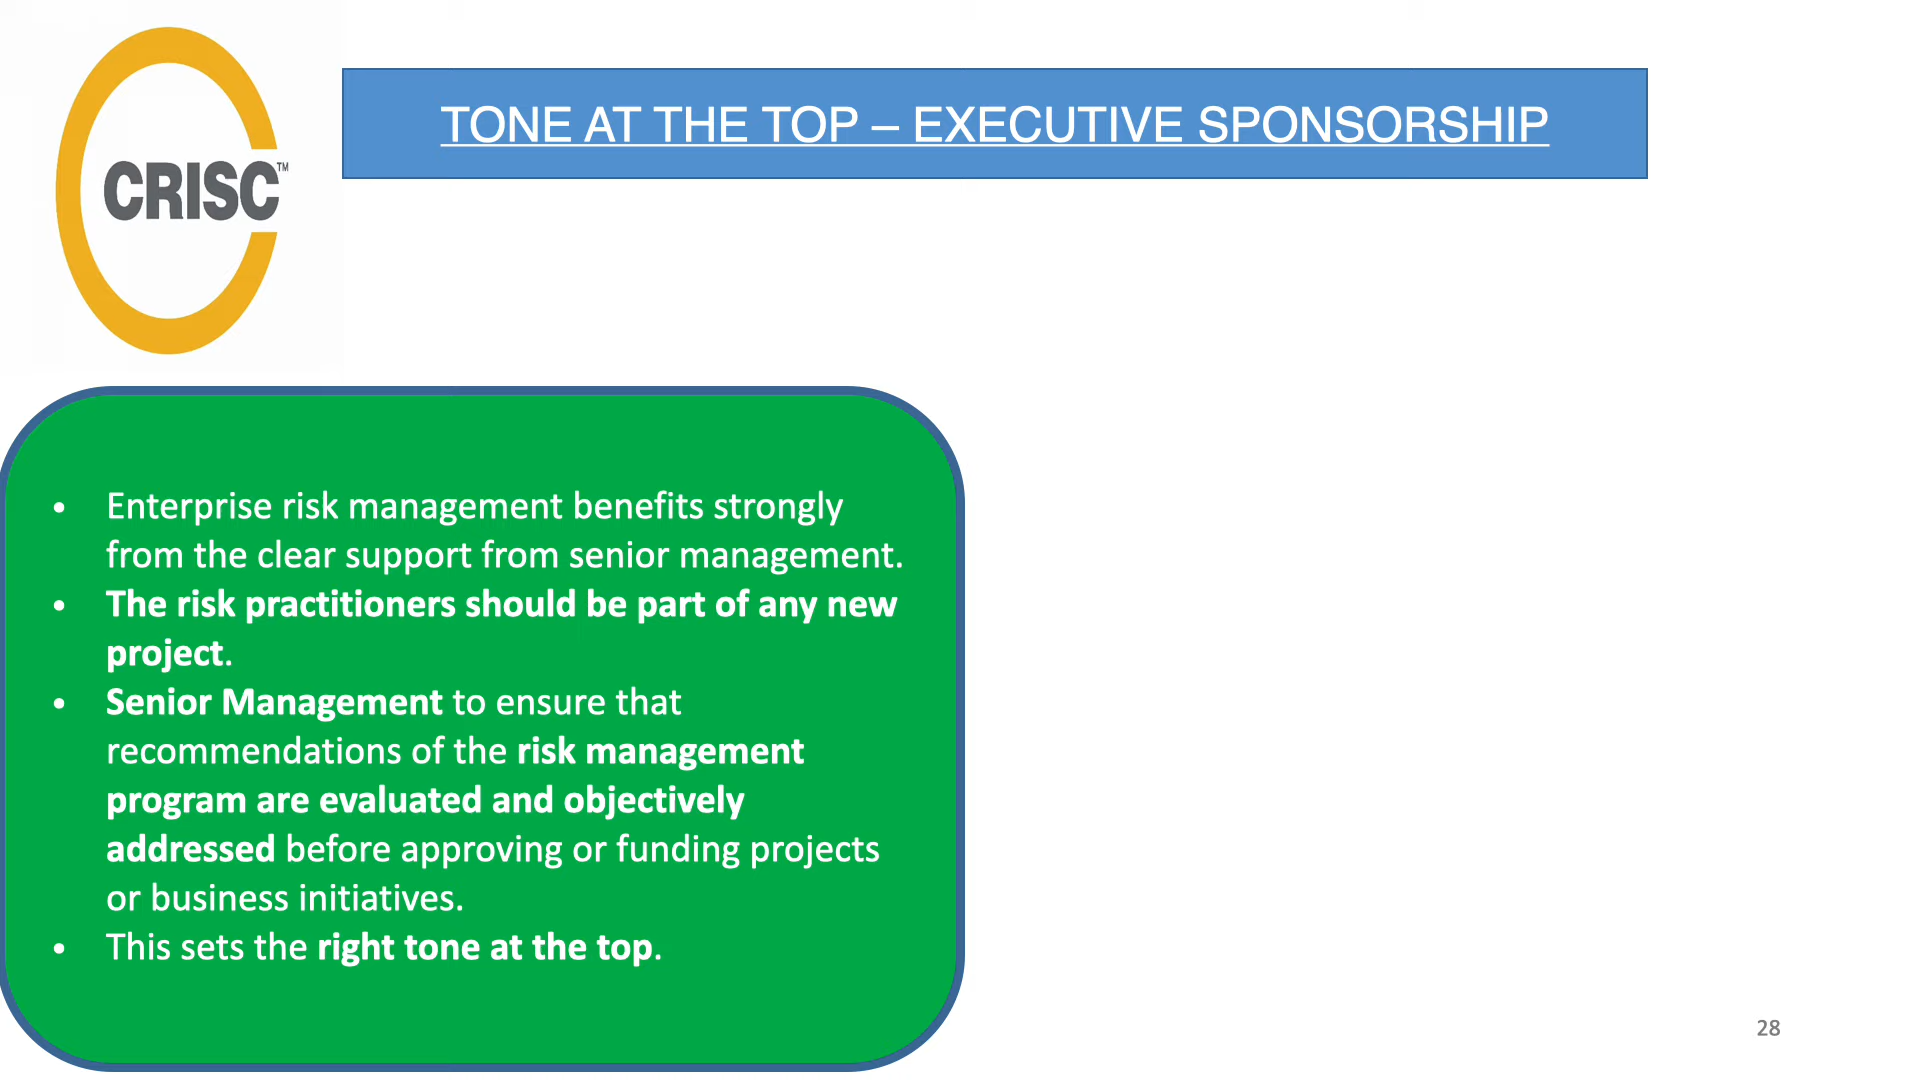 CRISC™
TONE AT THE TOP – EXECUTIVE SPONSORSHIP
• Enterprise risk management benefits strongly
from the clear support from senior management.
• The risk practitioners should be part of any new
project.
• Senior Management to ensure that
recommendations of the risk management
program are evaluated and objectively
addressed before approving or funding projects
or business initiatives.
• This sets the right tone at the top.
28